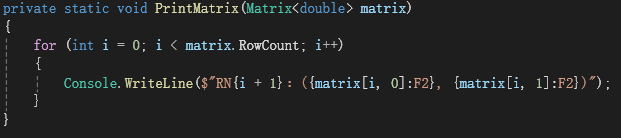 private static void PrintMatrix(Matrix<double> matrix)
{
for (int i = 0; i < matrix.RowCount; i++)
{
Console.WriteLine($"RN{i + 1}: ({matrix[i, 0]:F2}, {matrix[i, 1]:F2})");
}
}